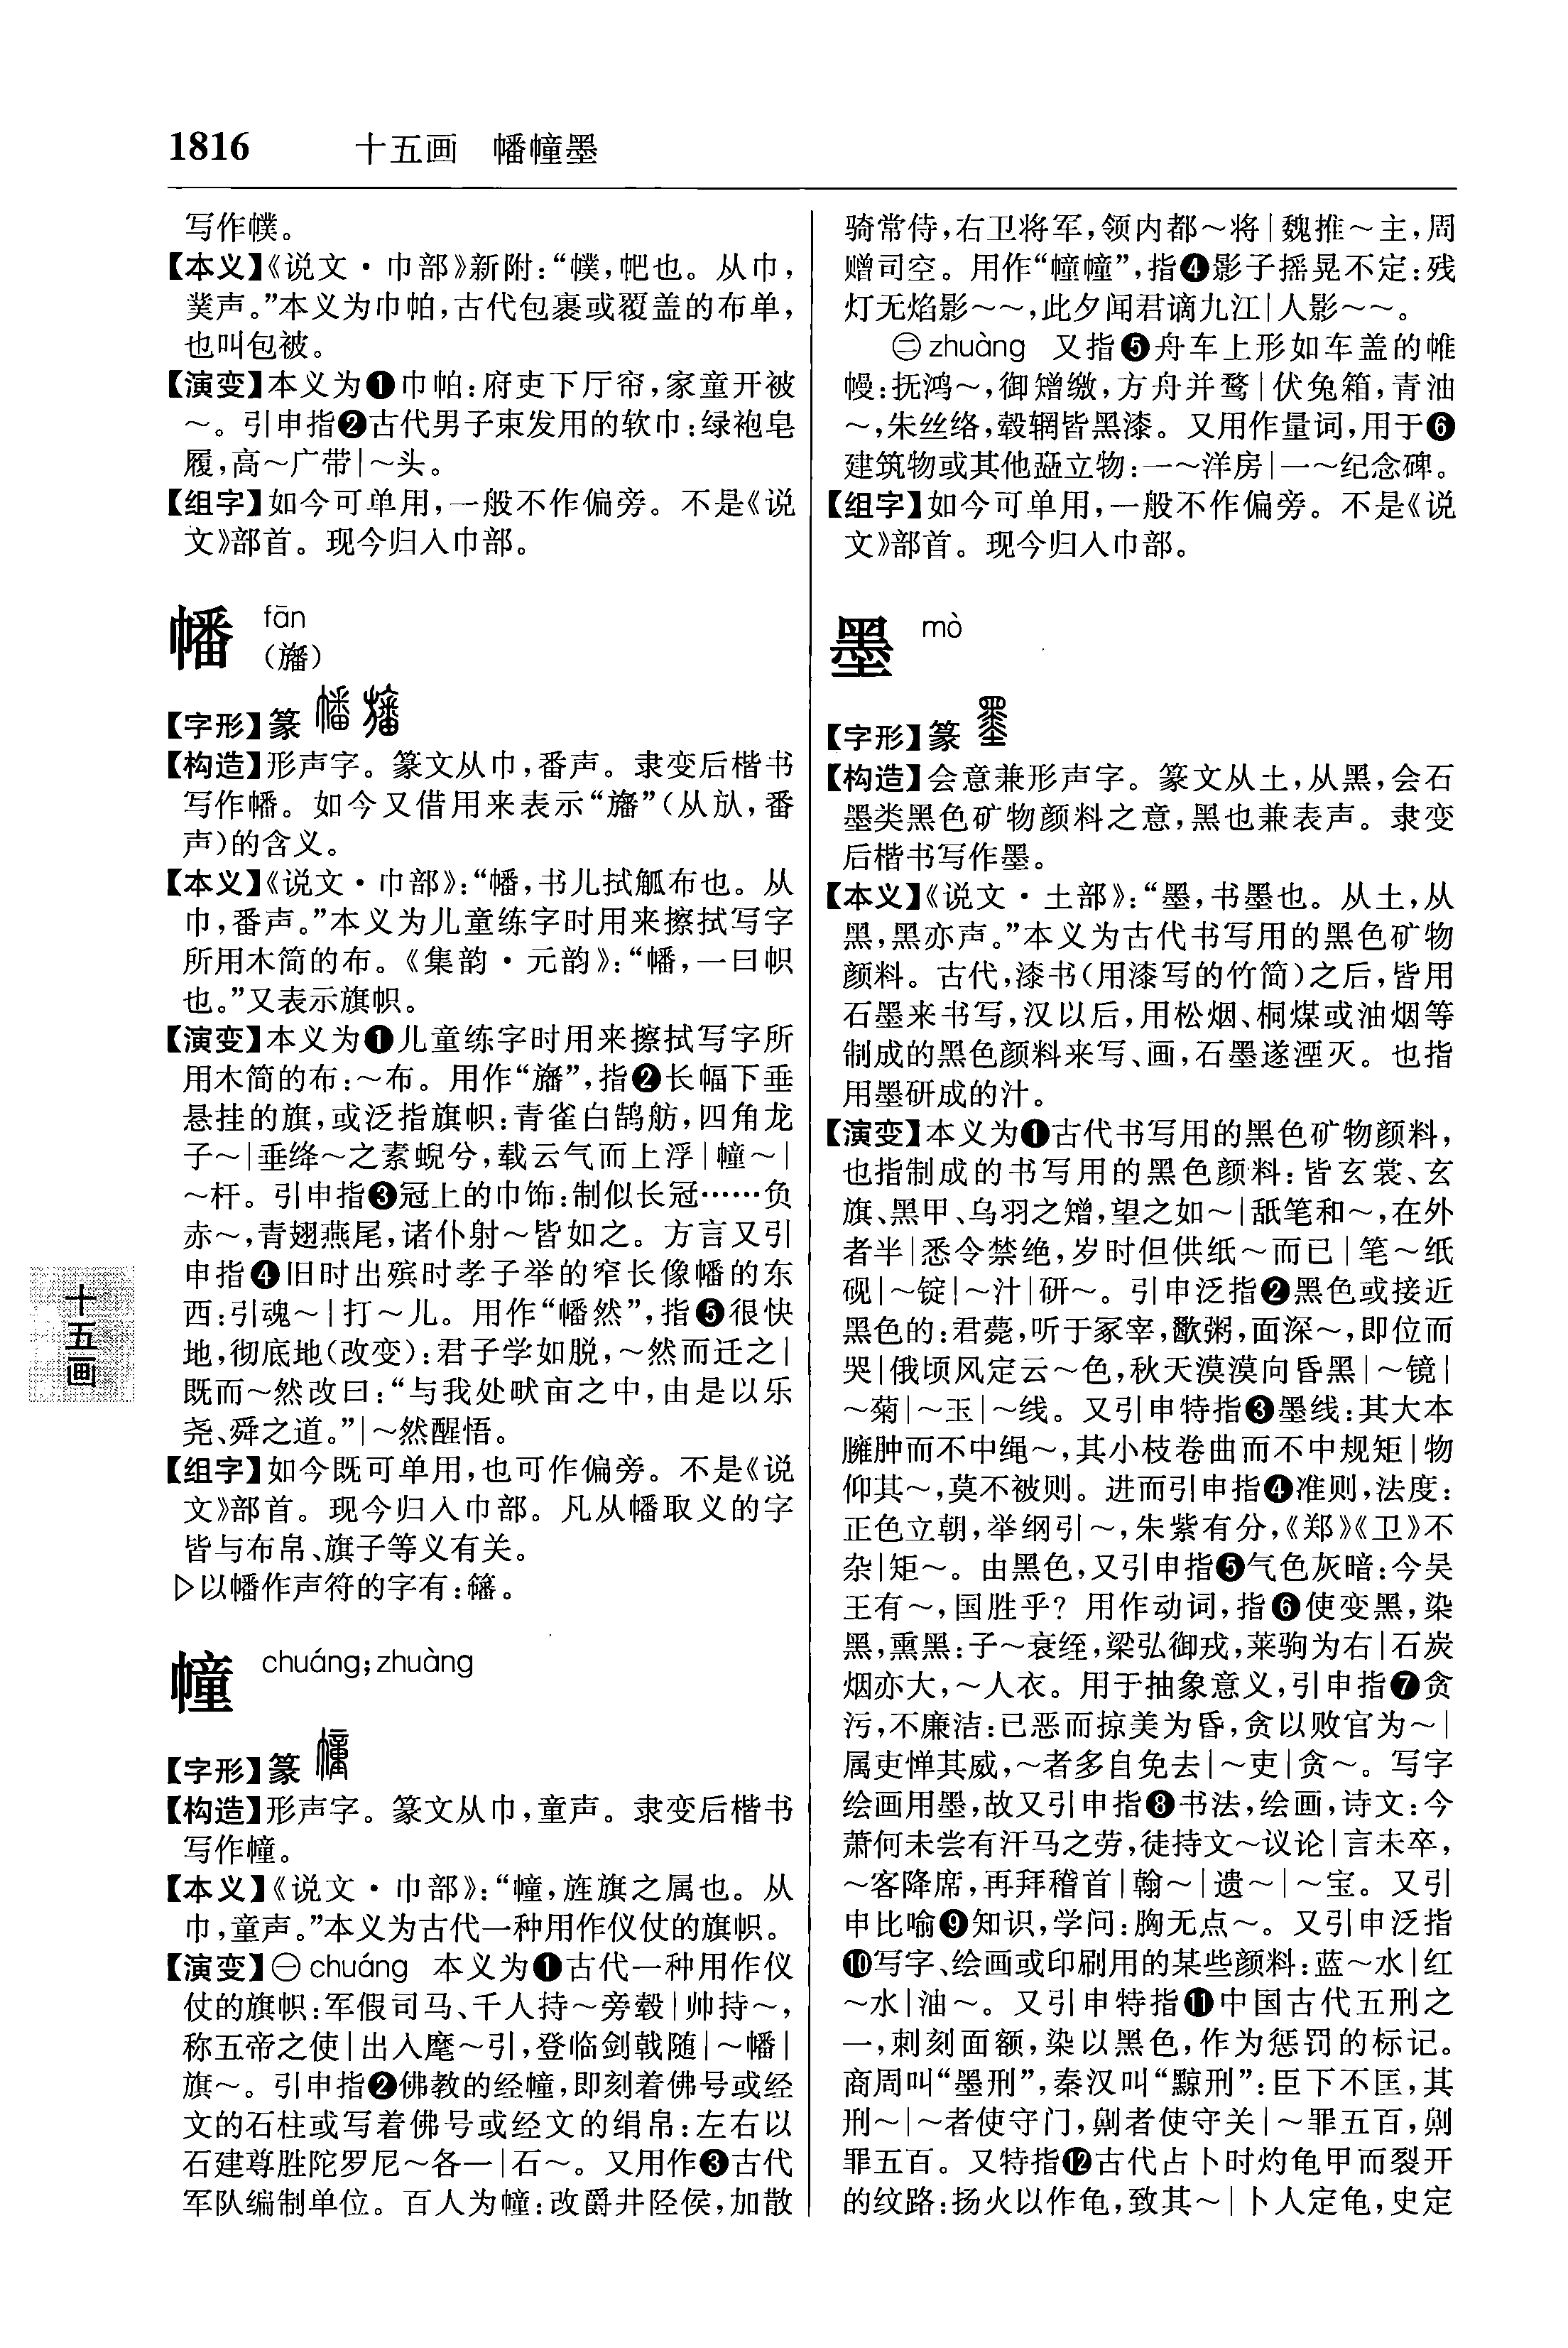 1816 十五画 幡幢墨
写作幞。
【本义】《说文·巾部》新附：“幞，帊也。从巾，
菐声。”本义为巾帕，古代包裹或覆盖的布单，
也叫包被。
【演变】本义为❶巾帕：府吏下厅帘，家童开被
～。引申指❷古代男子束发用的软巾：绿袍皂
履，高～广带|～头。
【组字】如今可单用，一般不作偏旁。不是《说
文》部首。现今归入巾部。
幡 fān
（旛）
【字形】篆
【构造】形声字。篆文从巾，番声。隶变后楷书
写作幡。如今又借用来表示“旛”（从㫃，番
声）的含义。
【本义】《说文·巾部》：“幡，书儿拭觚布也。从
巾，番声。”本义为儿童练字时用来擦拭写字
所用木简的布。《集韵·元韵》：“幡，一曰帜
也。”又表示旗帜。
【演变】本义为❶儿童练字时用来擦拭写字所
用木简的布：～布。用作“旛”，指❷长幅下垂
悬挂的旗，或泛指旗帜：青雀白鹄舫，四角龙
子～|垂绛～之素蜺兮，载云气而上浮|幢～|
～杆。引申指❸冠上的巾饰：制似长冠……负
赤～，青翅燕尾，诸仆射～皆如之。方言又引
申指❹旧时出殡时孝子举的窄长像幡的东
西：引魂～|打～儿。用作“幡然”，指❺很快
地，彻底地（改变）：君子学如脱，～然而迁之|
既而～然改曰：“与我处畎亩之中，由是以乐
尧、舜之道。”|～然醒悟。
【组字】如今既可单用，也可作偏旁。不是《说
文》部首。现今归入巾部。凡从幡取义的字
皆与布帛、旗子等义有关。
▷以幡作声符的字有：籓。
幢 chuáng；zhuàng
【字形】篆
【构造】形声字。篆文从巾，童声。隶变后楷书
写作幢。
【本义】《说文·巾部》：“幢，旌旗之属也。从
巾，童声。”本义为古代一种用作仪仗的旗帜。
【演变】㊀chuáng 本义为❶古代一种用作仪
仗的旗帜：军假司马、千人持～旁毂|帅持～，
称五帝之使|出入麾～引，登临剑戟随|～幡|
旗～。引申指❷佛教的经幢，即刻着佛号或经
文的石柱或写着佛号或经文的绢帛：左右以
石建尊胜陀罗尼～各一|石～。又用作❸古代
军队编制单位。百人为幢：改爵井陉侯，加散
骑常侍，右卫将军，领内都～将|魏推～主，周
赠司空。用作“幢幢”，指❹影子摇晃不定：残
灯无焰影～～，此夕闻君谪九江|人影～～。
㊁zhuàng 又指❺舟车上形如车盖的帷
幔：抚鸿～，御矰缴，方舟并骛|伏兔箱，青油
～，朱丝络，毂辋皆黑漆。又用作量词，用于❻
建筑物或其他矗立物：一～洋房|一～纪念碑。
【组字】如今可单用，一般不作偏旁。不是《说
文》部首。现今归入巾部。
墨 mò
【字形】篆
【构造】会意兼形声字。篆文从土，从黑，会石
墨类黑色矿物颜料之意，黑也兼表声。隶变
后楷书写作墨。
【本义】《说文·土部》：“墨，书墨也。从土，从
黑，黑亦声。”本义为古代书写用的黑色矿物
颜料。古代，漆书（用漆写的竹简）之后，皆用
石墨来书写，汉以后，用松烟、桐煤或油烟等
制成的黑色颜料来写、画，石墨遂湮灭。也指
用墨研成的汁。
【演变】本义为❶古代书写用的黑色矿物颜料，
也指制成的书写用的黑色颜料：皆玄裳、玄
旗、黑甲、乌羽之矰，望之如～|舐笔和～，在外
者半|悉令禁绝，岁时但供纸～而已|笔～纸
砚|～锭|～汁|研～。引申泛指❷黑色或接近
黑色的：君薨，听于冢宰，歠粥，面深～，即位而
哭|俄顷风定云～色，秋天漠漠向昏黑|～镜|
～菊|～玉|～线。又引申特指❸墨线：其大本
臃肿而不中绳～，其小枝卷曲而不中规矩|物
仰其～，莫不被则。进而引申指❹准则，法度：
正色立朝，举纲引～，朱紫有分，《郑》《卫》不
杂|矩～。由黑色，又引申指❺气色灰暗：今吴
王有～，国胜乎？用作动词，指❻使变黑，染
黑，熏黑：子～衰绖，梁弘御戎，莱驹为右|石炭
烟亦大，～人衣。用于抽象意义，引申指❼贪
污，不廉洁：已恶而掠美为昏，贪以败官为～|
属吏惮其威，～者多自免去|～吏|贪～。写字
绘画用墨，故又引申指❽书法，绘画，诗文：今
萧何未尝有汗马之劳，徒持文～议论|言未卒，
～客降席，再拜稽首|翰～|遗～|～宝。又引
申比喻❾知识，学问：胸无点～。又引申泛指
❿写字、绘画或印刷用的某些颜料：蓝～水|红
～水|油～。又引申特指⓫中国古代五刑之
一，刺刻面额，染以黑色，作为惩罚的标记。
商周叫“墨刑”，秦汉叫“黥刑”：臣下不匡，其
刑～|～者使守门，劓者使守关|～罪五百，劓
罪五百。又特指⓬古代占卜时灼龟甲而裂开
的纹路：扬火以作龟，致其～|卜人定龟，史定
十五画